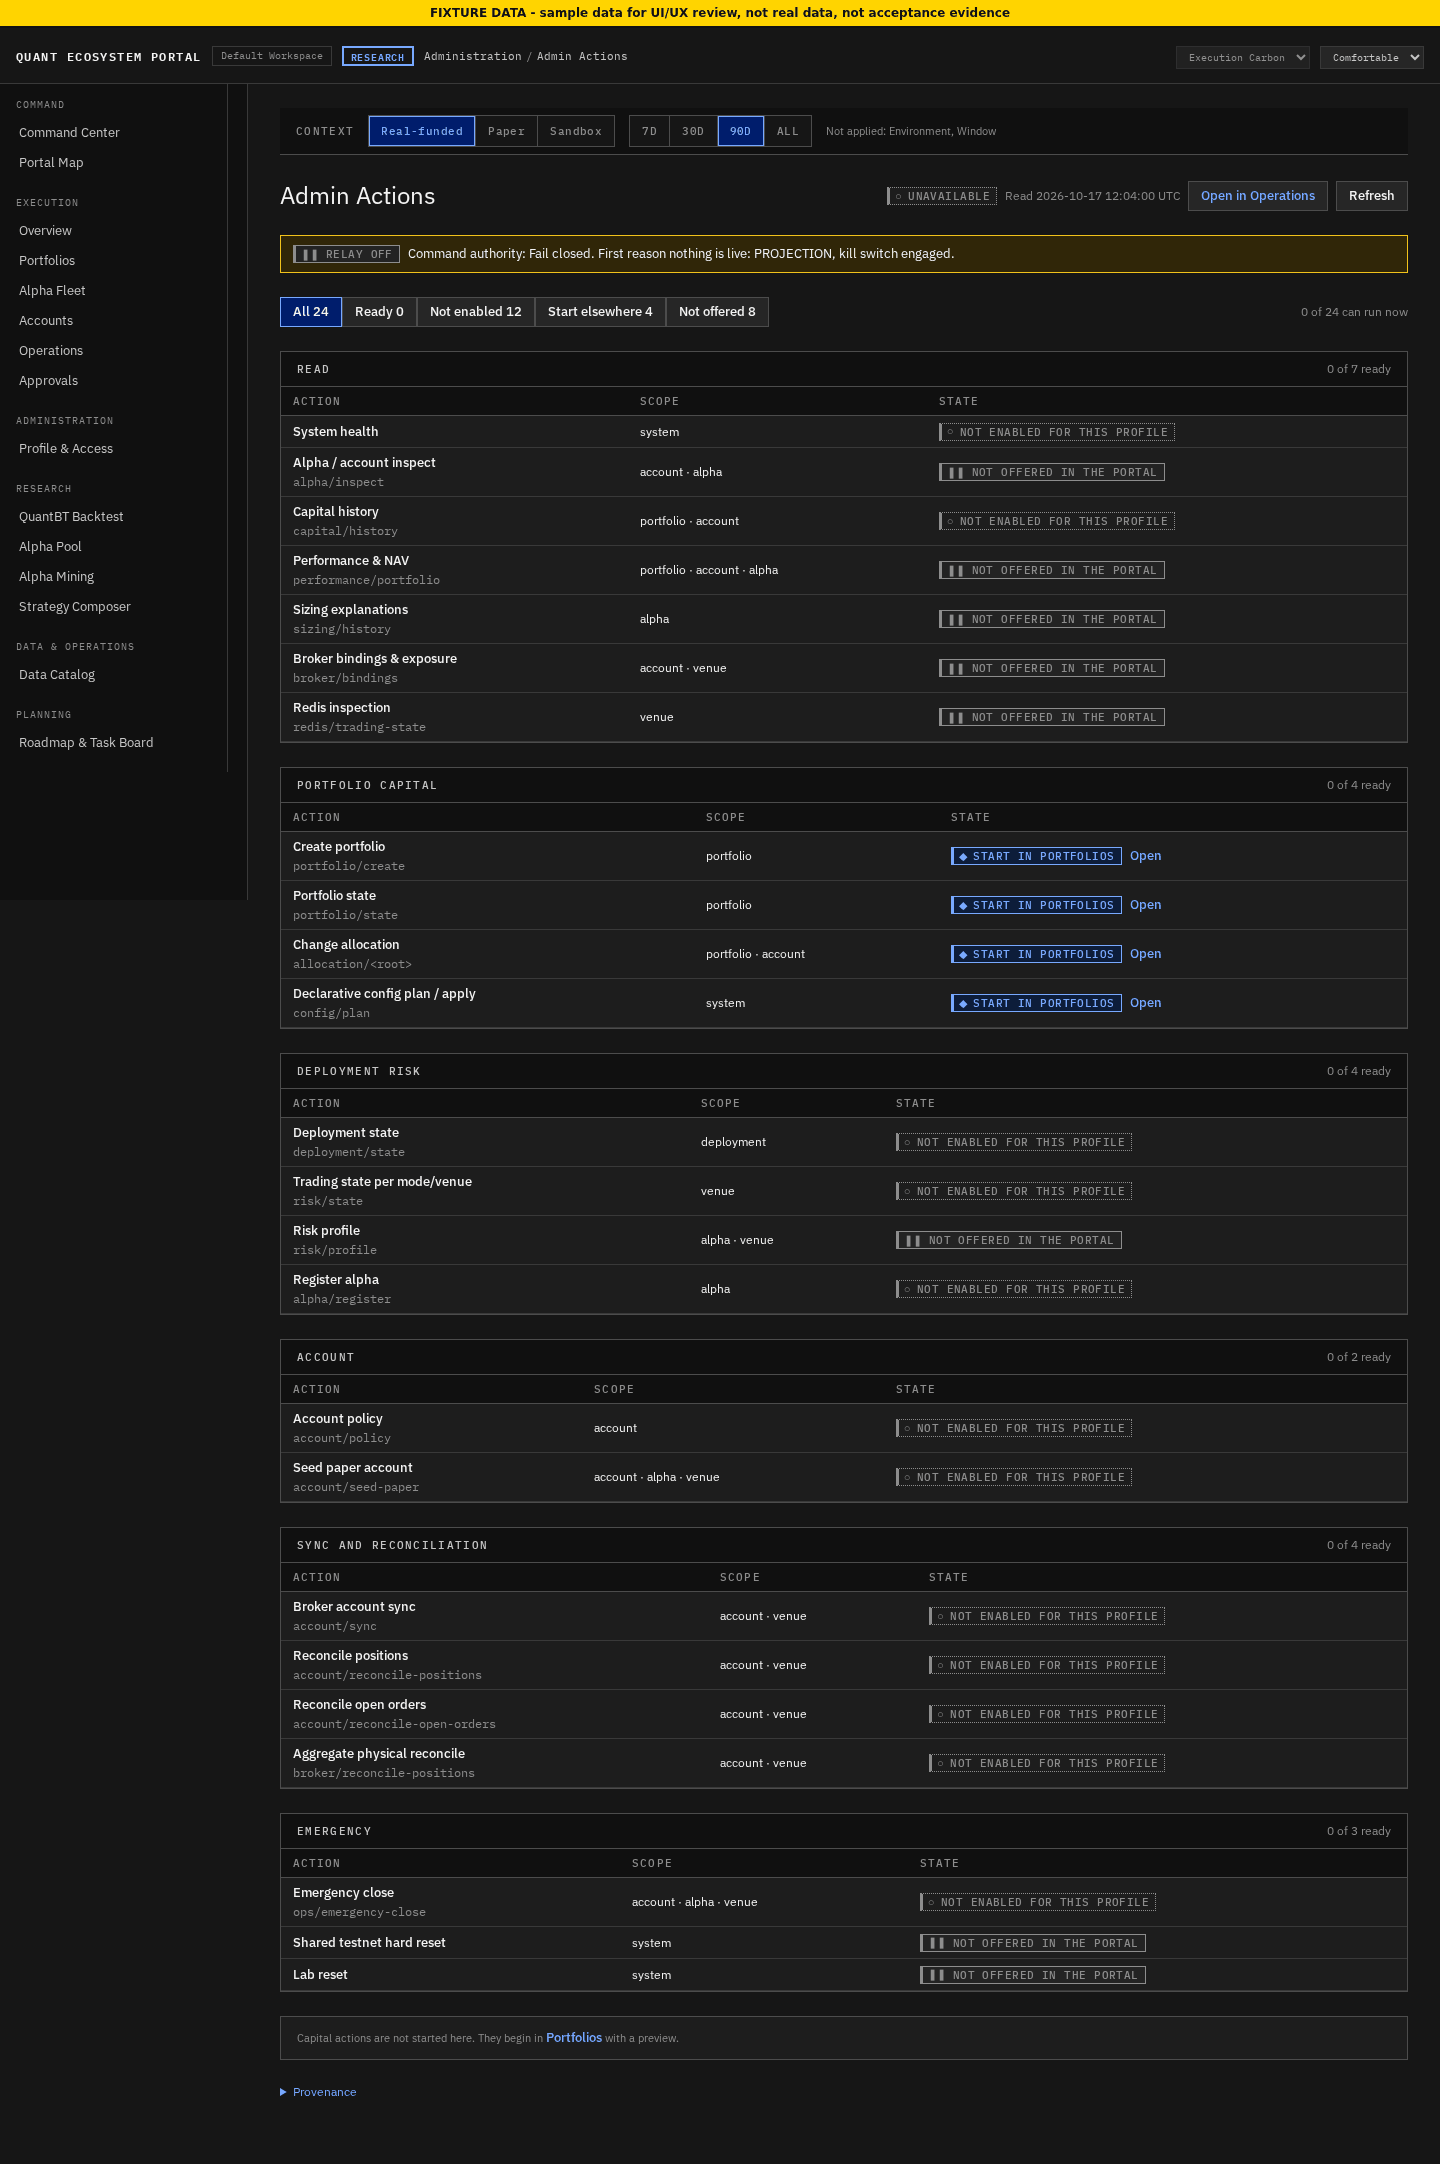 FIXTURE DATA - sample data for UI/UX review, not real data, not acceptance evidence
QUANT ECOSYSTEM PORTAL Default Workspace RESEARCH Administration / Admin Actions Execution Carbon Comfortable
COMMAND
Command Center
Portal Map
EXECUTION
Overview
Portfolios
Alpha Fleet
Accounts
Operations
Approvals
ADMINISTRATION
Profile & Access
RESEARCH
QuantBT Backtest
Alpha Pool
Alpha Mining
Strategy Composer
DATA & OPERATIONS
Data Catalog
PLANNING
Roadmap & Task Board
CONTEXT Real-funded Paper Sandbox 7D 30D 90D ALL Not applied: Environment, Window
Admin Actions ○ UNAVAILABLE Read 2026-10-17 12:04:00 UTC Open in Operations Refresh
❚❚ RELAY OFF Command authority: Fail closed. First reason nothing is live: PROJECTION, kill switch engaged.
All 24 Ready 0 Not enabled 12 Start elsewhere 4 Not offered 8 0 of 24 can run now
READ 0 of 7 ready
ACTION SCOPE STATE
System health system ○ NOT ENABLED FOR THIS PROFILE
Alpha / account inspect
alpha/inspect account · alpha ❚❚ NOT OFFERED IN THE PORTAL
Capital history
capital/history portfolio · account ○ NOT ENABLED FOR THIS PROFILE
Performance & NAV
performance/portfolio portfolio · account · alpha ❚❚ NOT OFFERED IN THE PORTAL
Sizing explanations
sizing/history alpha ❚❚ NOT OFFERED IN THE PORTAL
Broker bindings & exposure
broker/bindings account · venue ❚❚ NOT OFFERED IN THE PORTAL
Redis inspection
redis/trading-state venue ❚❚ NOT OFFERED IN THE PORTAL
PORTFOLIO CAPITAL 0 of 4 ready
ACTION SCOPE STATE
Create portfolio
portfolio/create portfolio ◆ START IN PORTFOLIOS Open
Portfolio state
portfolio/state portfolio ◆ START IN PORTFOLIOS Open
Change allocation
allocation/<root> portfolio · account ◆ START IN PORTFOLIOS Open
Declarative config plan / apply
config/plan system ◆ START IN PORTFOLIOS Open
DEPLOYMENT RISK 0 of 4 ready
ACTION SCOPE STATE
Deployment state
deployment/state deployment ○ NOT ENABLED FOR THIS PROFILE
Trading state per mode/venue
risk/state venue ○ NOT ENABLED FOR THIS PROFILE
Risk profile
risk/profile alpha · venue ❚❚ NOT OFFERED IN THE PORTAL
Register alpha
alpha/register alpha ○ NOT ENABLED FOR THIS PROFILE
ACCOUNT 0 of 2 ready
ACTION SCOPE STATE
Account policy
account/policy account ○ NOT ENABLED FOR THIS PROFILE
Seed paper account
account/seed-paper account · alpha · venue ○ NOT ENABLED FOR THIS PROFILE
SYNC AND RECONCILIATION 0 of 4 ready
ACTION SCOPE STATE
Broker account sync
account/sync account · venue ○ NOT ENABLED FOR THIS PROFILE
Reconcile positions
account/reconcile-positions account · venue ○ NOT ENABLED FOR THIS PROFILE
Reconcile open orders
account/reconcile-open-orders account · venue ○ NOT ENABLED FOR THIS PROFILE
Aggregate physical reconcile
broker/reconcile-positions account · venue ○ NOT ENABLED FOR THIS PROFILE
EMERGENCY 0 of 3 ready
ACTION SCOPE STATE
Emergency close
ops/emergency-close account · alpha · venue ○ NOT ENABLED FOR THIS PROFILE
Shared testnet hard reset system ❚❚ NOT OFFERED IN THE PORTAL
Lab reset system ❚❚ NOT OFFERED IN THE PORTAL
Capital actions are not started here. They begin in Portfolios with a preview.
▶ Provenance